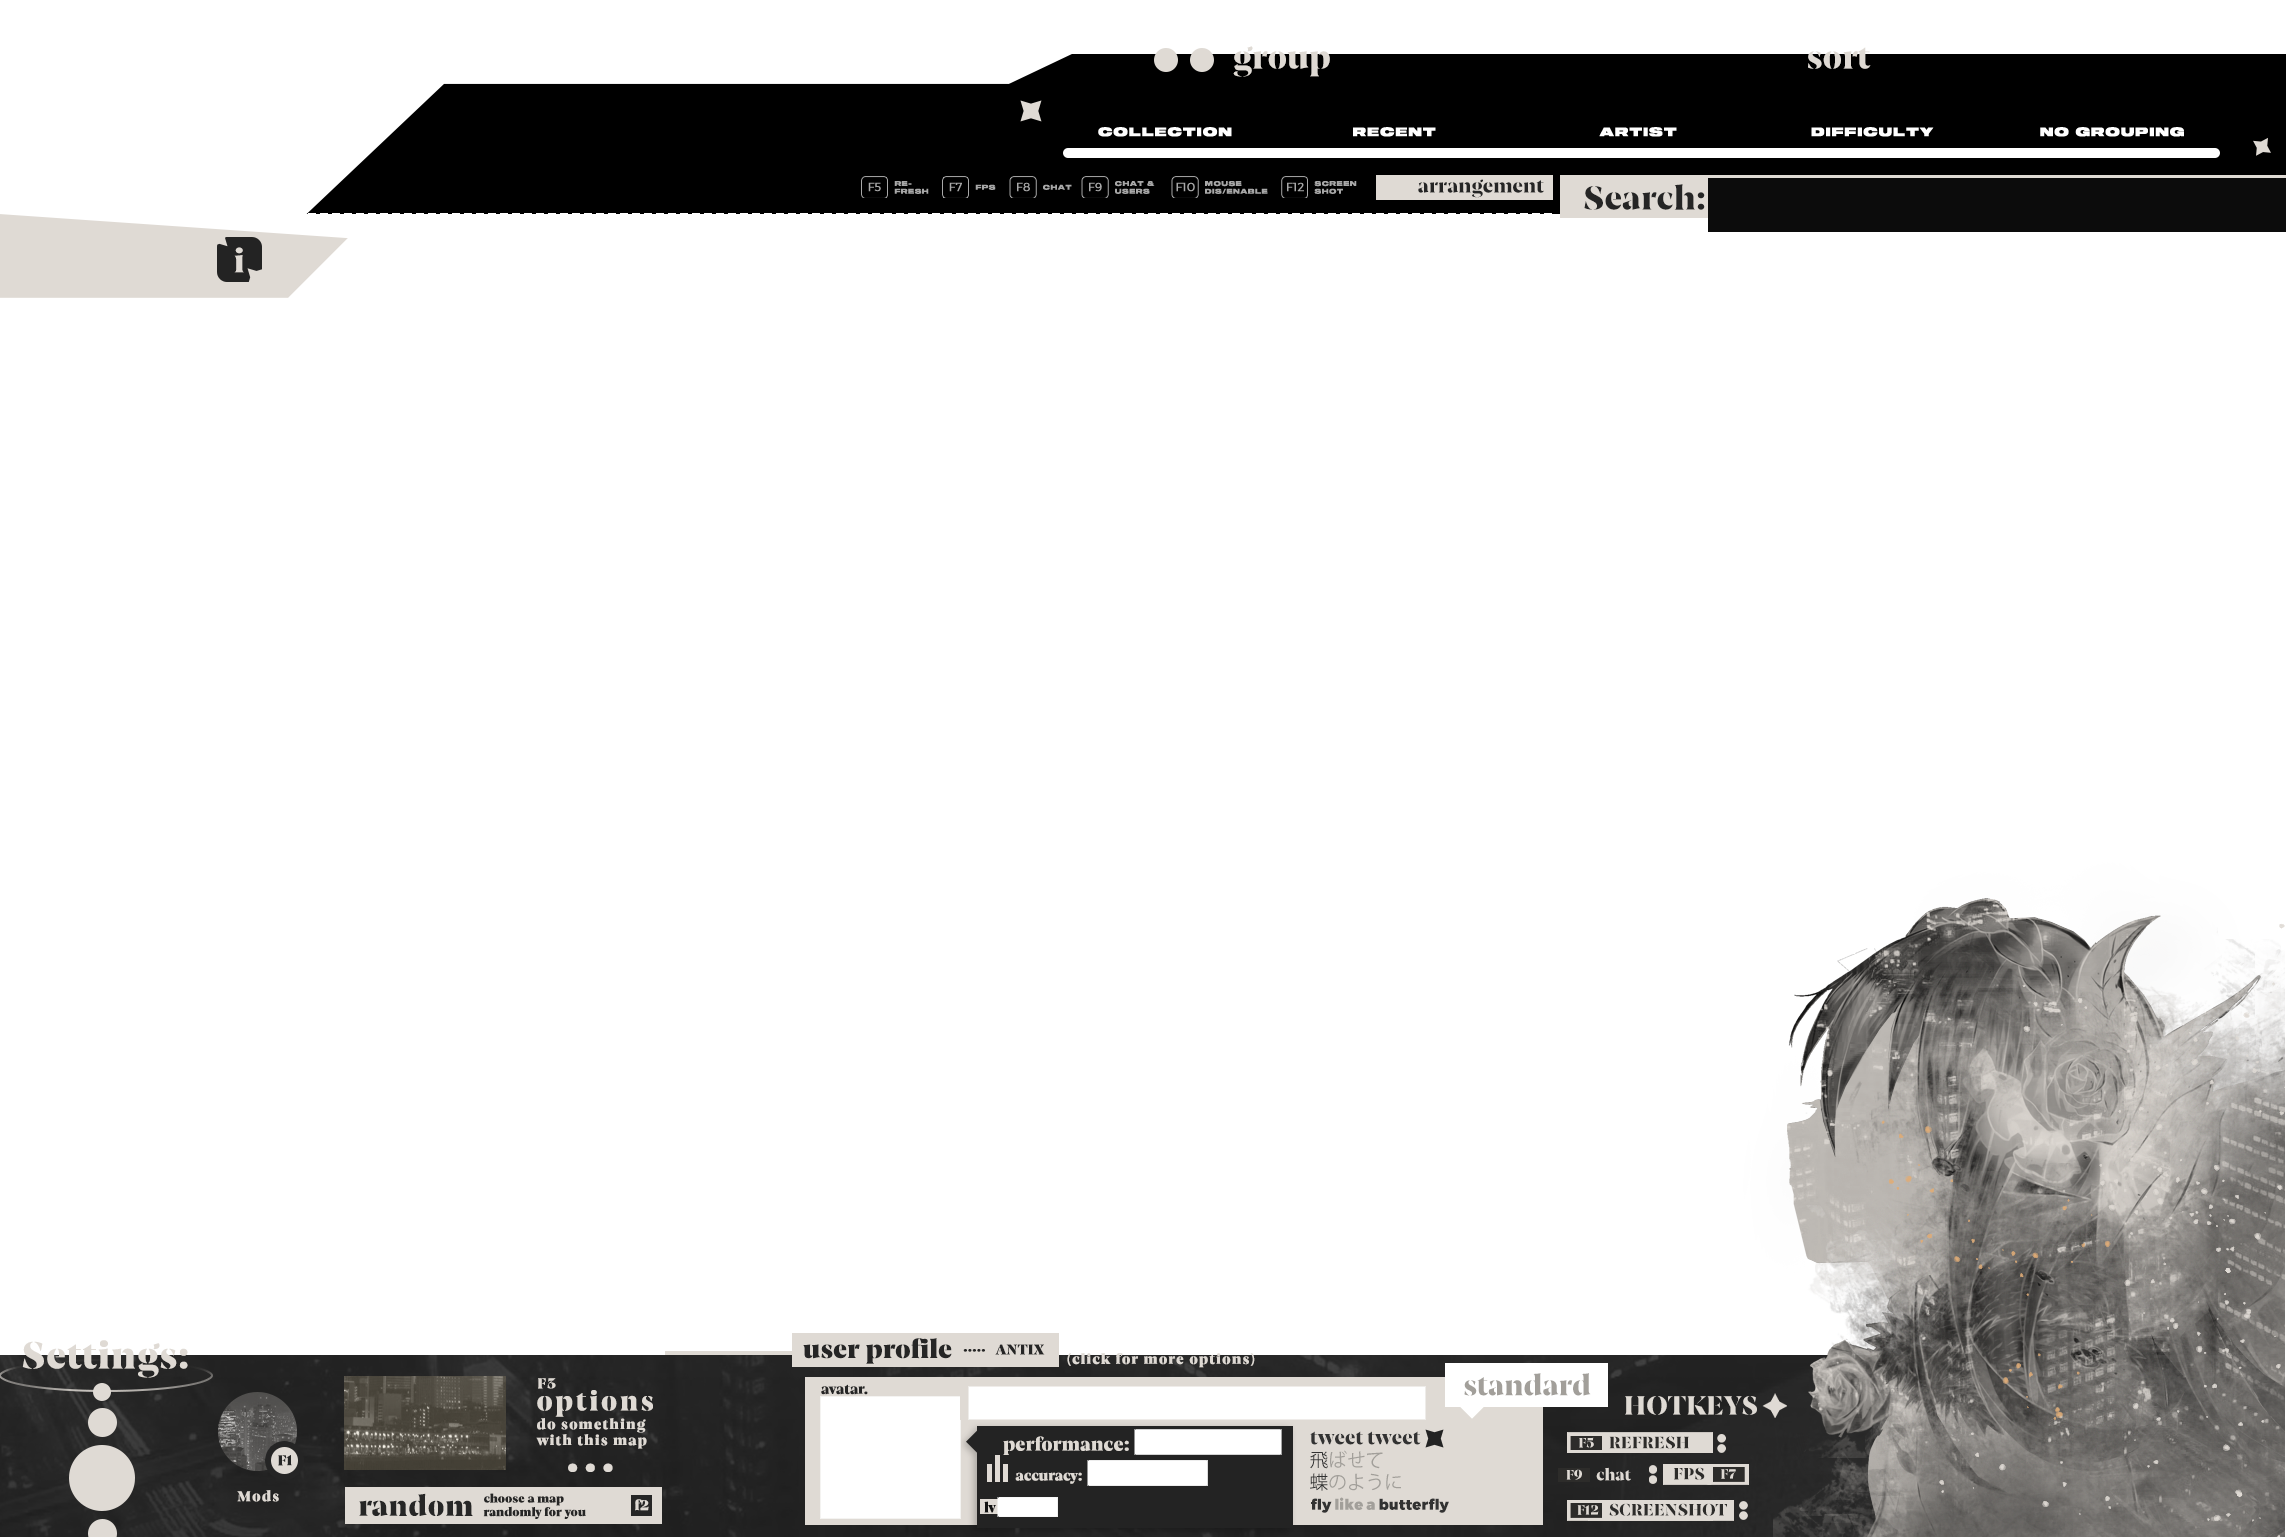 group
sort
COLLECTION RECENT ARTIST DIFFICULTY NO GROUPING
F5 RE-
FRESH
F7 FPS
F8 CHAT
F9 CHAT &
USERS
F10 MOUSE
DIS/ENABLE
F12 SCREEN
SHOT
arrangement
Search:
i
Settings:
F1
Mods
F3
options
do something
with this map
random
choose a map
randomly for you
f2
user profile ····· ANTIX
(click for more options)
avatar.
performance:
accuracy:
lv
standard
tweet tweet
飛ばせて
蝶のように
fly like a butterfly
HOTKEYS
F5 REFRESH
F9 chat
FPS F7
F12 SCREENSHOT